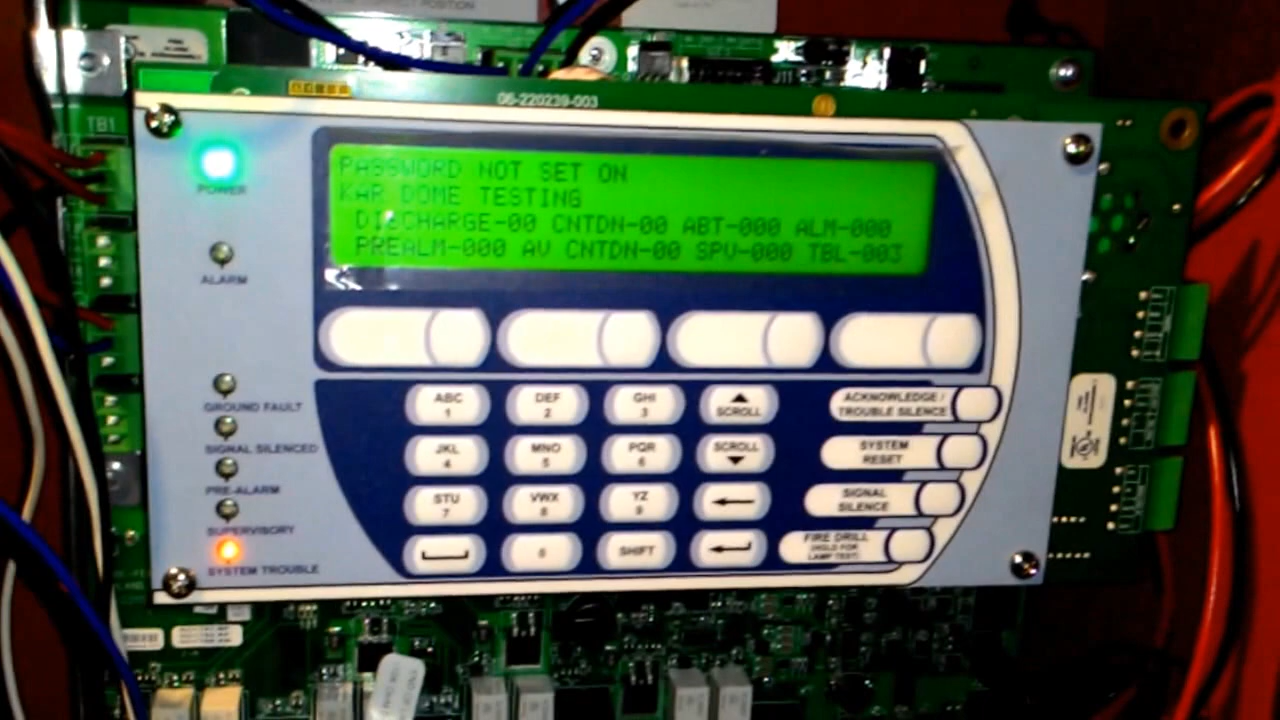 06-220239-003
TB1
POWER
ALARM
GROUND FAULT
SIGNAL SILENCED
PRE-ALARM
SUPERVISORY
SYSTEM TROUBLE
PASSWORD NOT SET ON
KAR DOME TESTING
DISCHARGE-00 CNTDN-00 ABT-000 ALM-000
PREALM-000 AV CNTDN-00 SPV-000 TBL-003
ABC
1
DEF
2
GHI
3
SCROLL
ACKNOWLEDGE /
TROUBLE SILENCE
JKL
4
MNO
5
PQR
6
SCROLL
SYSTEM
RESET
STU
7
VWX
8
YZ
9
SIGNAL
SILENCE
0
SHIFT
FIRE DRILL
(HOLD FOR
LAMP TEST)